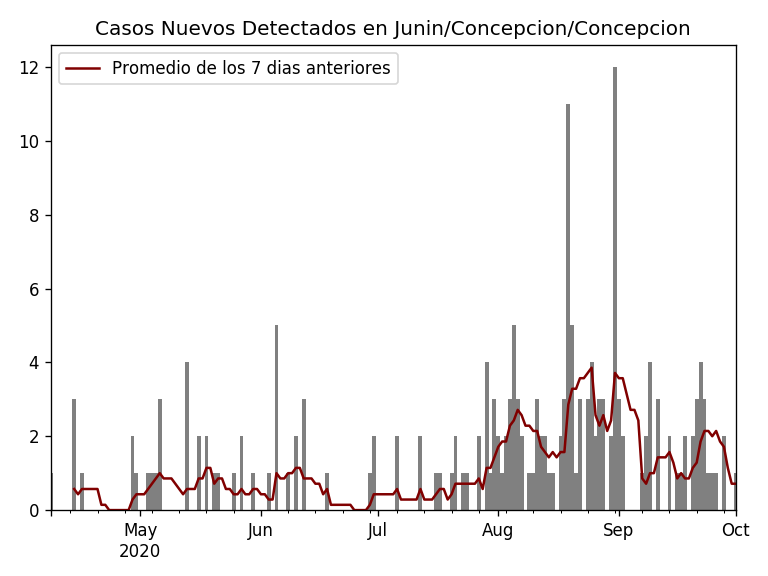 Casos Nuevos Detectados en Junin/Concepcion/Concepcion
Promedio de los 7 dias anteriores
12
10
8
6
4
2
0
May Jun Jul Aug Sep Oct
2020